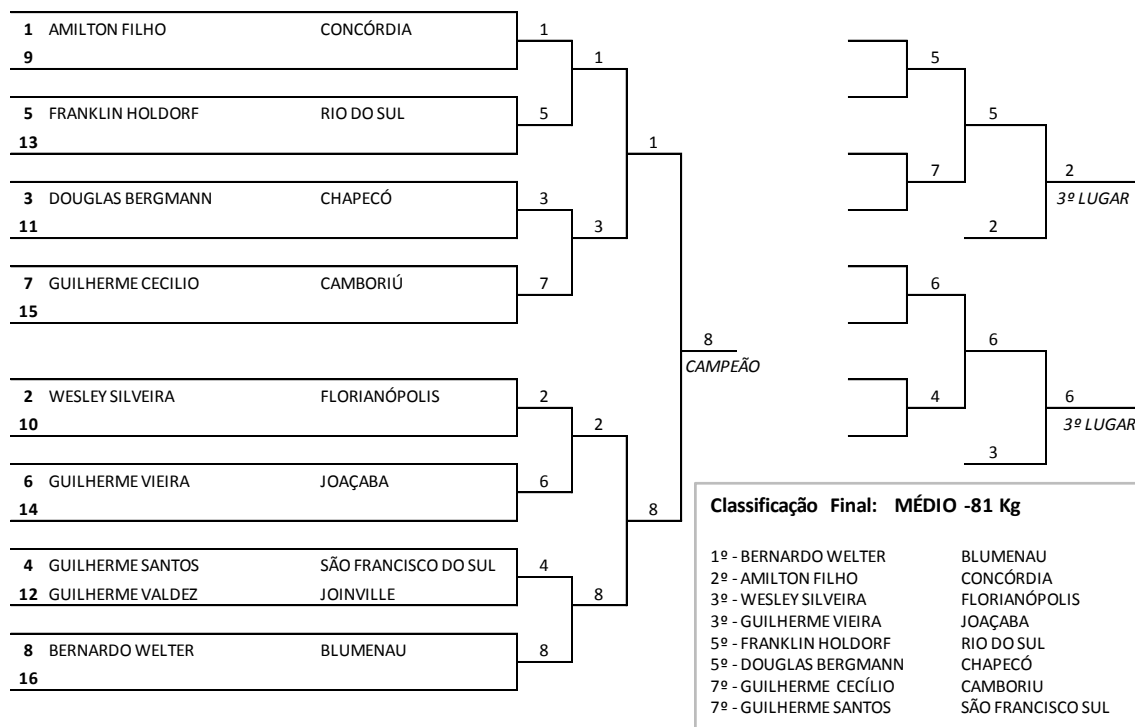 1 AMILTON FILHO CONCÓRDIA
9
5 FRANKLIN HOLDORF RIO DO SUL
13
3 DOUGLAS BERGMANN CHAPECÓ
11
7 GUILHERME CECILIO CAMBORIÚ
15
2 WESLEY SILVEIRA FLORIANÓPOLIS
10
6 GUILHERME VIEIRA JOAÇABA
14
4 GUILHERME SANTOS SÃO FRANCISCO DO SUL
12 GUILHERME VALDEZ JOINVILLE
8 BERNARDO WELTER BLUMENAU
16
1
5
3
7
2
6
4
8
1
3
2
8
1
8
8
CAMPEÃO
5
7
5
2
2
3º LUGAR
6
4
6
3
6
3º LUGAR
Classificação Final: MÉDIO -81 Kg
1º - BERNARDO WELTER BLUMENAU
2º - AMILTON FILHO CONCÓRDIA
3º - WESLEY SILVEIRA FLORIANÓPOLIS
3º - GUILHERME VIEIRA JOAÇABA
5º - FRANKLIN HOLDORF RIO DO SUL
5º - DOUGLAS BERGMANN CHAPECÓ
7º - GUILHERME CECÍLIO CAMBORIU
7º - GUILHERME SANTOS SÃO FRANCISCO SUL